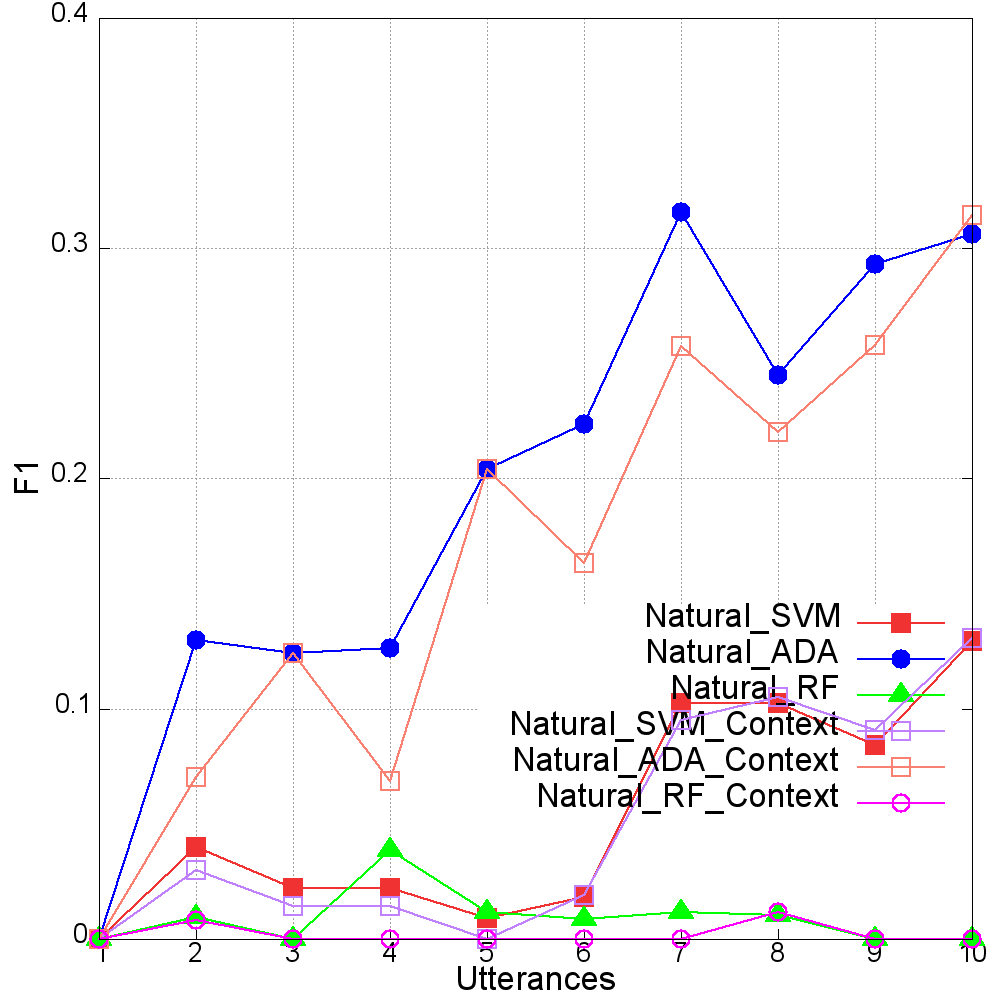 0.4
0.3
0.2
0.1
0
F1
Natural_SVM
Natural_ADA
Natural_RF
Natural_SVM_Context
Natural_ADA_Context
Natural_RF_Context
1 2 3 4 5 6 7 8 9 10
Utterances